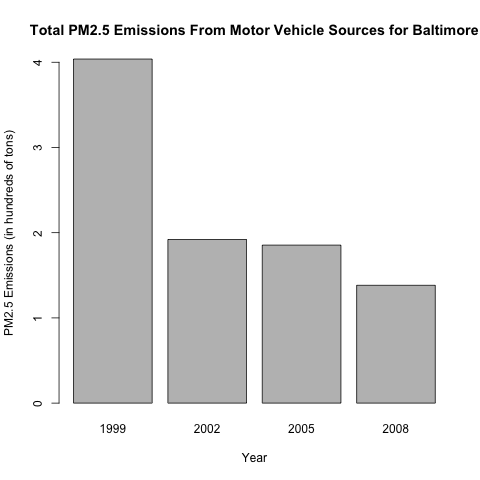 Total PM2.5 Emissions From Motor Vehicle Sources for Baltimore
PM2.5 Emissions (in hundreds of tons)
4
3
2
1
0
1999 2002 2005 2008
Year